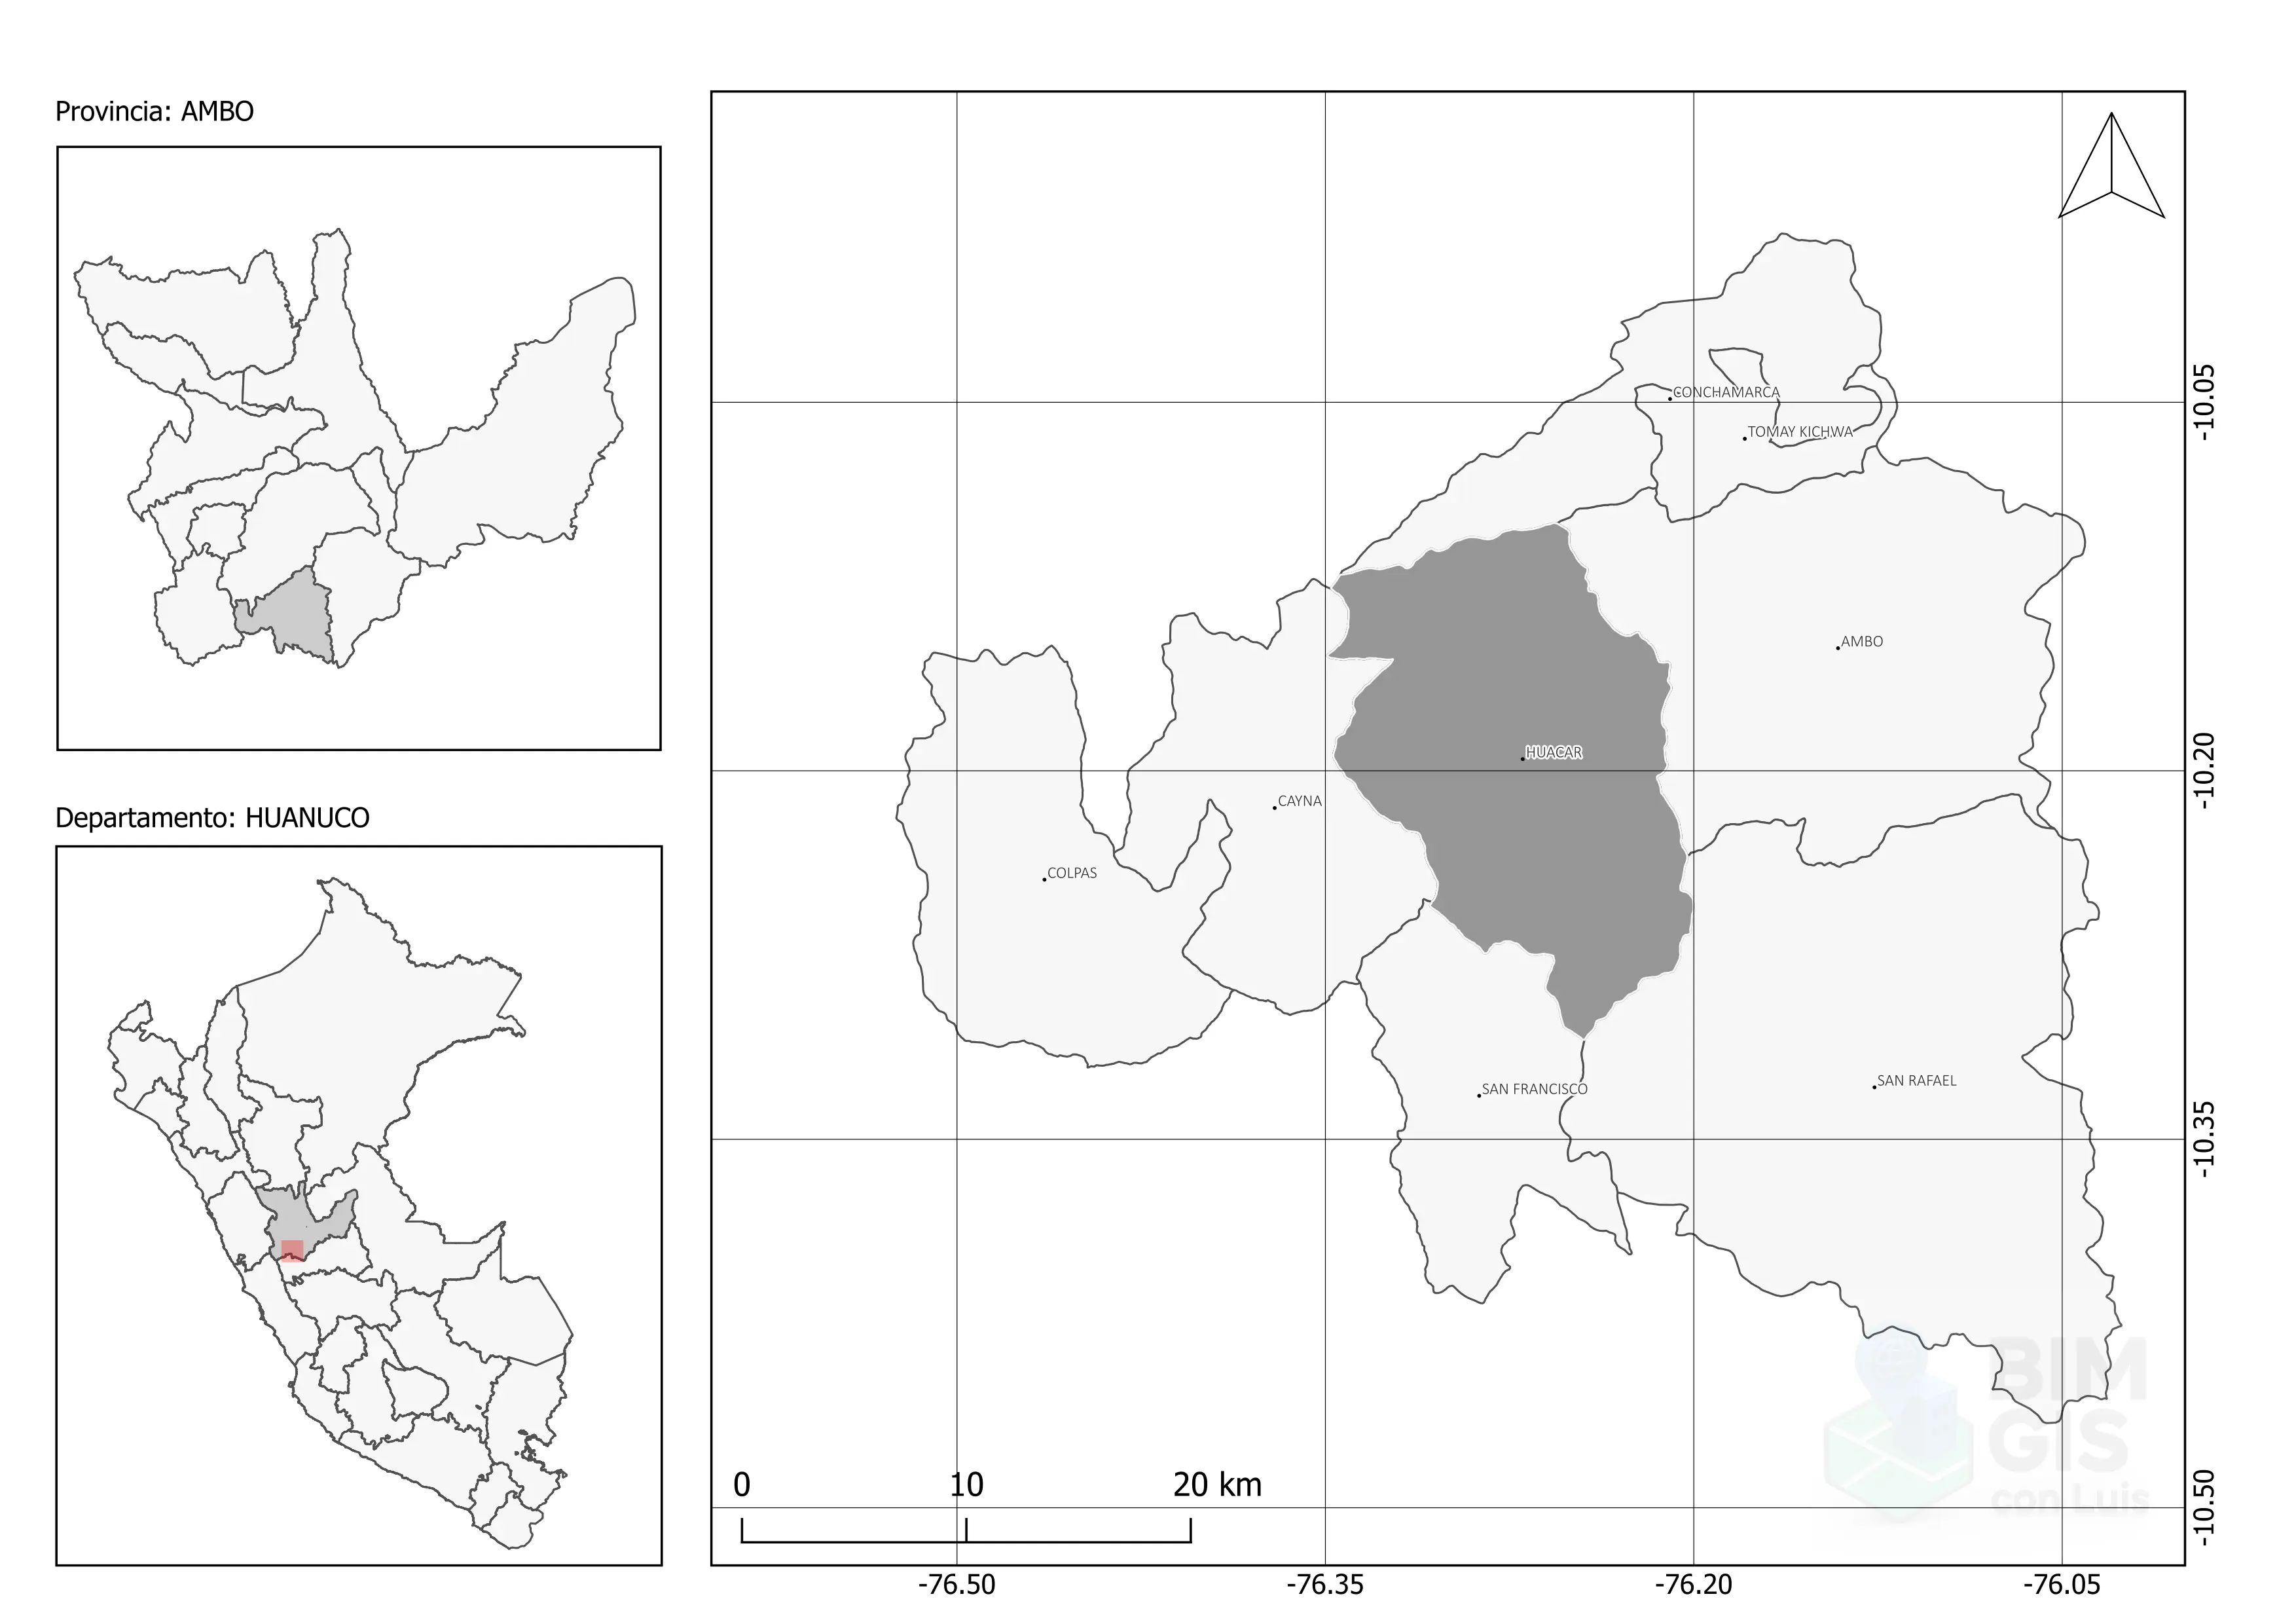 Provincia: AMBO
Departamento: HUANUCO
CONCHAMARCA
TOMAY KICHWA
AMBO
HUACAR
CAYNA
COLPAS
SAN FRANCISCO
SAN RAFAEL
-10.05
-10.20
-10.35
-10.50
0 10 20 km
-76.50 -76.35 -76.20 -76.05
BIM
GIS
con Luis